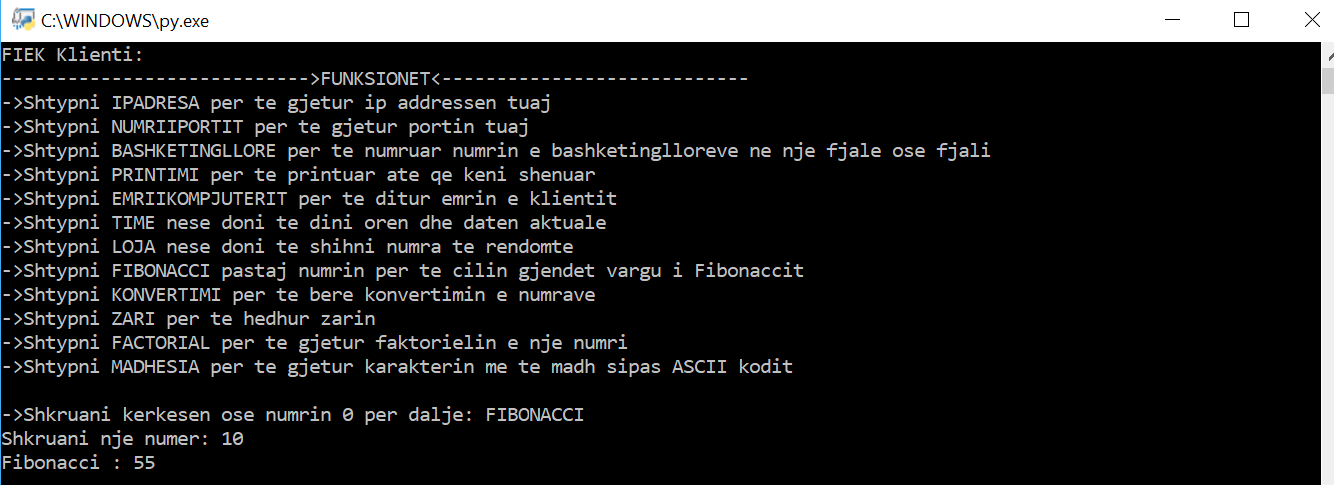 C:\WINDOWS\py.exe
FIEK Klienti:
---------------------------->FUNKSIONET<----------------------------
->Shtypni IPADRESA per te gjetur ip addressen tuaj
->Shtypni NUMRIIPORTIT per te gjetur portin tuaj
->Shtypni BASHKETINGLLORE per te numruar numrin e bashketinglloreve ne nje fjale ose fjali
->Shtypni PRINTIMI per te printuar ate qe keni shenuar
->Shtypni EMRIIKOMPJUTERIT per te ditur emrin e klientit
->Shtypni TIME nese doni te dini oren dhe daten aktuale
->Shtypni LOJA nese doni te shihni numra te rendomte
->Shtypni FIBONACCI pastaj numrin per te cilin gjendet vargu i Fibonaccit
->Shtypni KONVERTIMI per te bere konvertimin e numrave
->Shtypni ZARI per te hedhur zarin
->Shtypni FACTORIAL per te gjetur faktorielin e nje numri
->Shtypni MADHESIA per te gjetur karakterin me te madh sipas ASCII kodit
->Shkruani kerkesen ose numrin 0 per dalje: FIBONACCI
Shkruani nje numer: 10
Fibonacci : 55